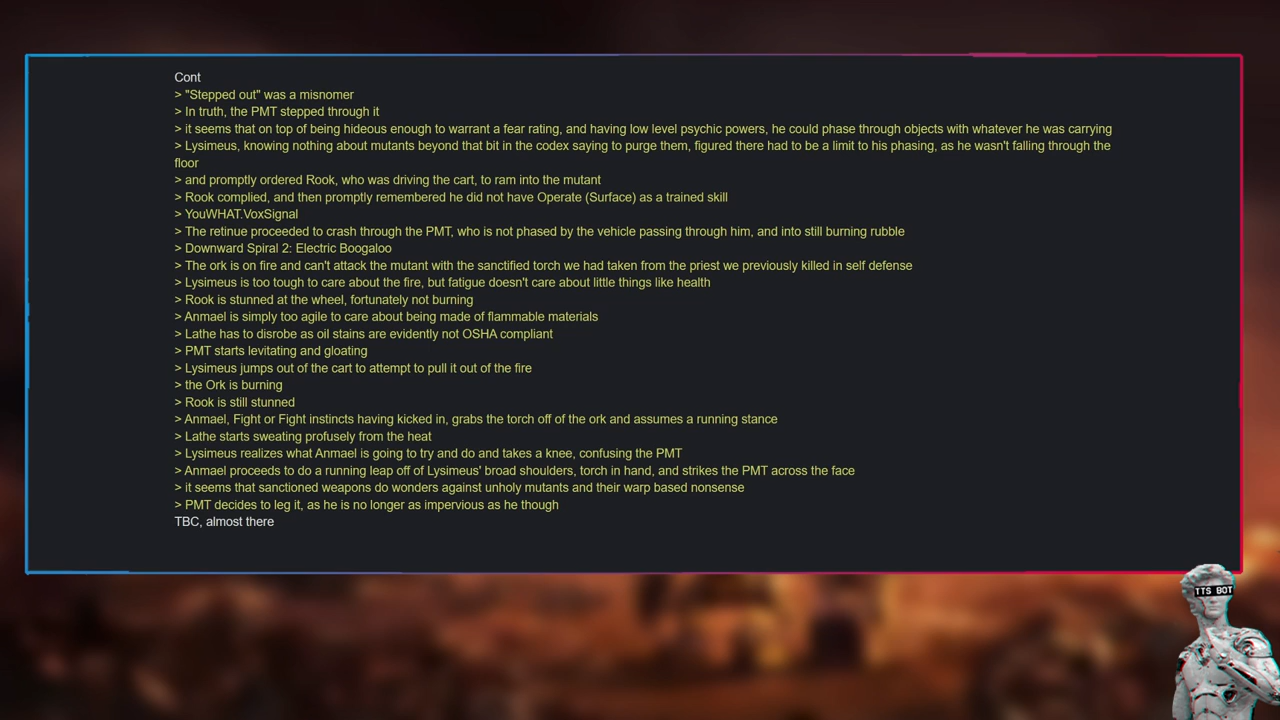 Cont
> "Stepped out" was a misnomer
> In truth, the PMT stepped through it
> it seems that on top of being hideous enough to warrant a fear rating, and having low level psychic powers, he could phase through objects with whatever he was carrying
> Lysimeus, knowing nothing about mutants beyond that bit in the codex saying to purge them, figured there had to be a limit to his phasing, as he wasn't falling through the
floor
> and promptly ordered Rook, who was driving the cart, to ram into the mutant
> Rook complied, and then promptly remembered he did not have Operate (Surface) as a trained skill
> YouWHAT.VoxSignal
> The retinue proceeded to crash through the PMT, who is not phased by the vehicle passing through him, and into still burning rubble
> Downward Spiral 2: Electric Boogaloo
> The ork is on fire and can't attack the mutant with the sanctified torch we had taken from the priest we previously killed in self defense
> Lysimeus is too tough to care about the fire, but fatigue doesn't care about little things like health
> Rook is stunned at the wheel, fortunately not burning
> Anmael is simply too agile to care about being made of flammable materials
> Lathe has to disrobe as oil stains are evidently not OSHA compliant
> PMT starts levitating and gloating
> Lysimeus jumps out of the cart to attempt to pull it out of the fire
> the Ork is burning
> Rook is still stunned
> Anmael, Fight or Fight instincts having kicked in, grabs the torch off of the ork and assumes a running stance
> Lathe starts sweating profusely from the heat
> Lysimeus realizes what Anmael is going to try and do and takes a knee, confusing the PMT
> Anmael proceeds to do a running leap off of Lysimeus' broad shoulders, torch in hand, and strikes the PMT across the face
> it seems that sanctioned weapons do wonders against unholy mutants and their warp based nonsense
> PMT decides to leg it, as he is no longer as impervious as he though
TBC, almost there
TTS BOT